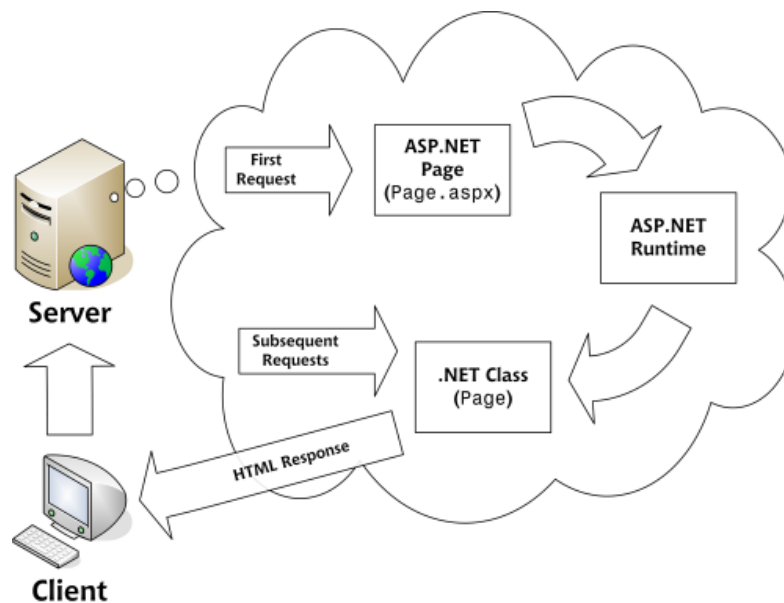 First
Request
ASP.NET
Page
(Page.aspx)
ASP.NET
Runtime
Server
Subsequent
Requests
.NET Class
(Page)
HTML Response
Client